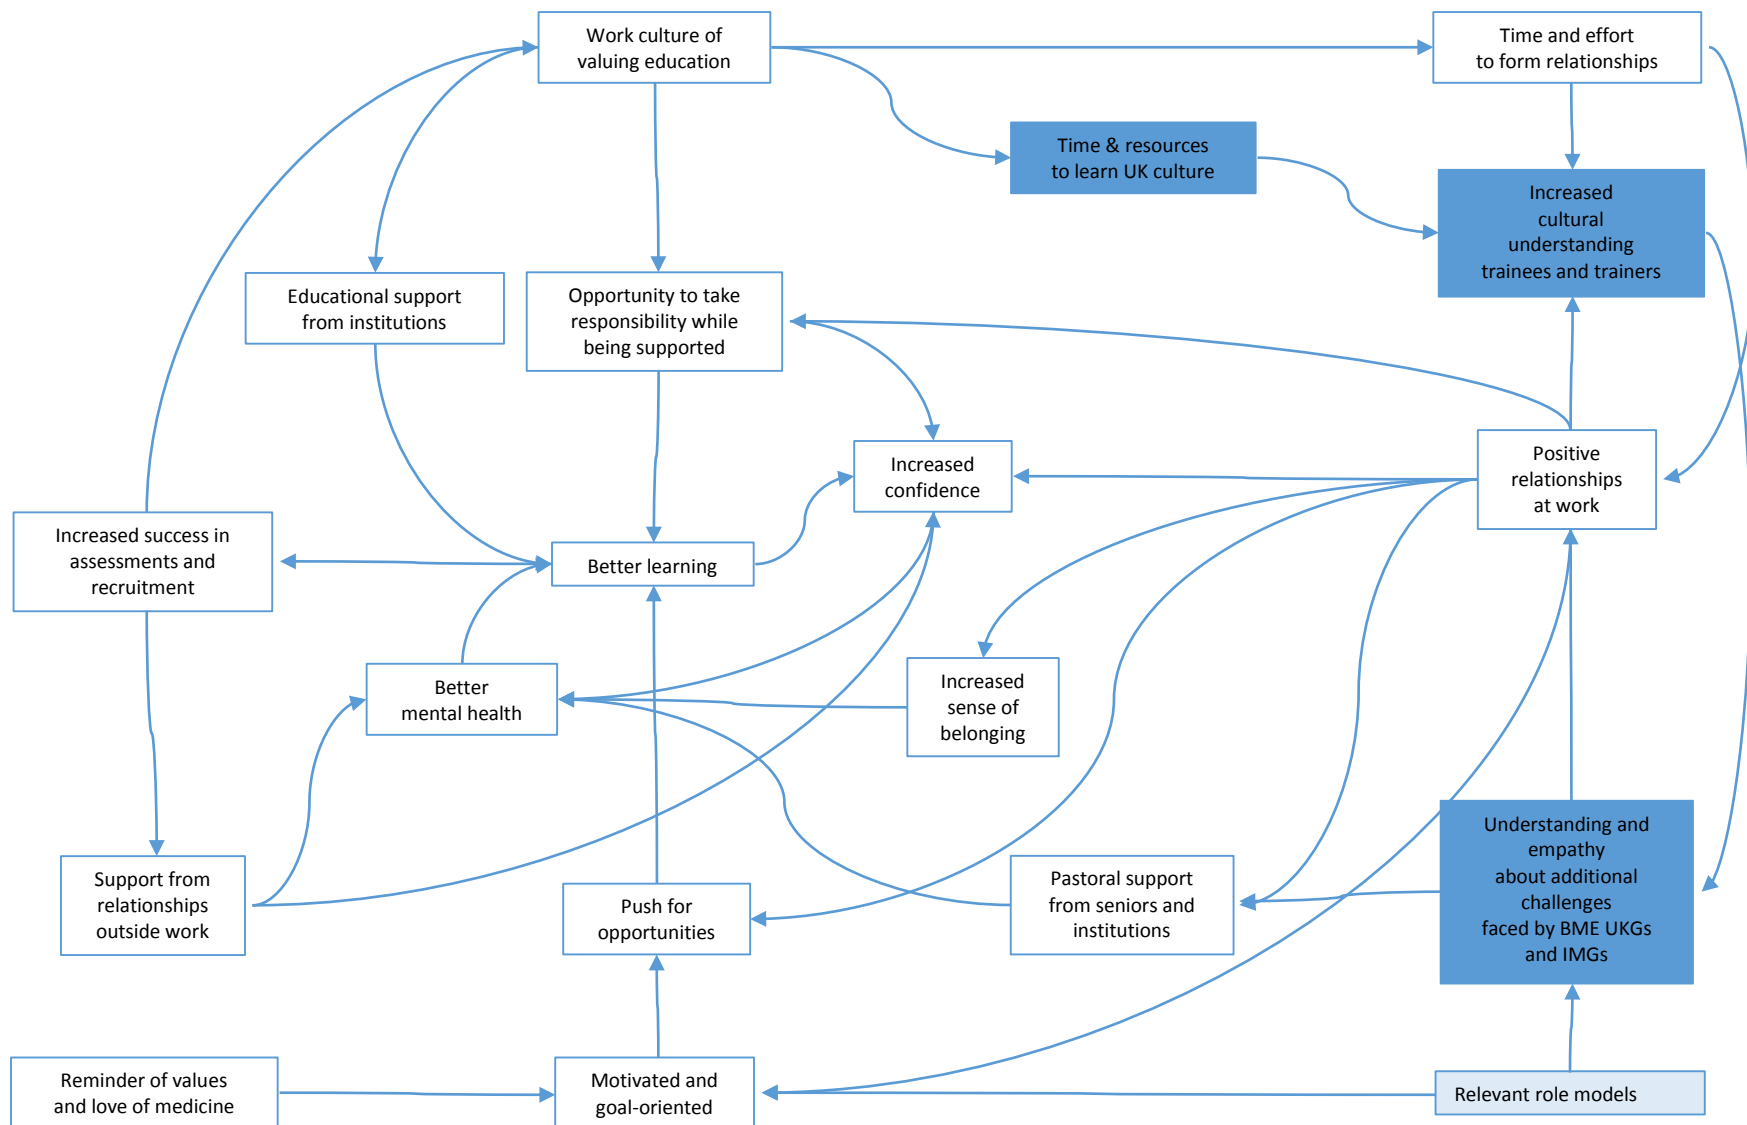 Work culture of
valuing education
Time and effort
to form relationships
Time & resources
to learn UK culture
Increased
cultural
understanding
trainees and trainers
Educational support
from institutions
Opportunity to take
responsibility while
being supported
Increased
confidence
Positive
relationships
at work
Increased success in
assessments and
recruitment
Better learning
Better
mental health
Increased
sense of
belonging
Support from
relationships
outside work
Push for
opportunities
Pastoral support
from seniors and
institutions
Understanding and
empathy
about additional
challenges
faced by BME UKGs
and IMGs
Reminder of values
and love of medicine
Motivated and
goal-oriented
Relevant role models